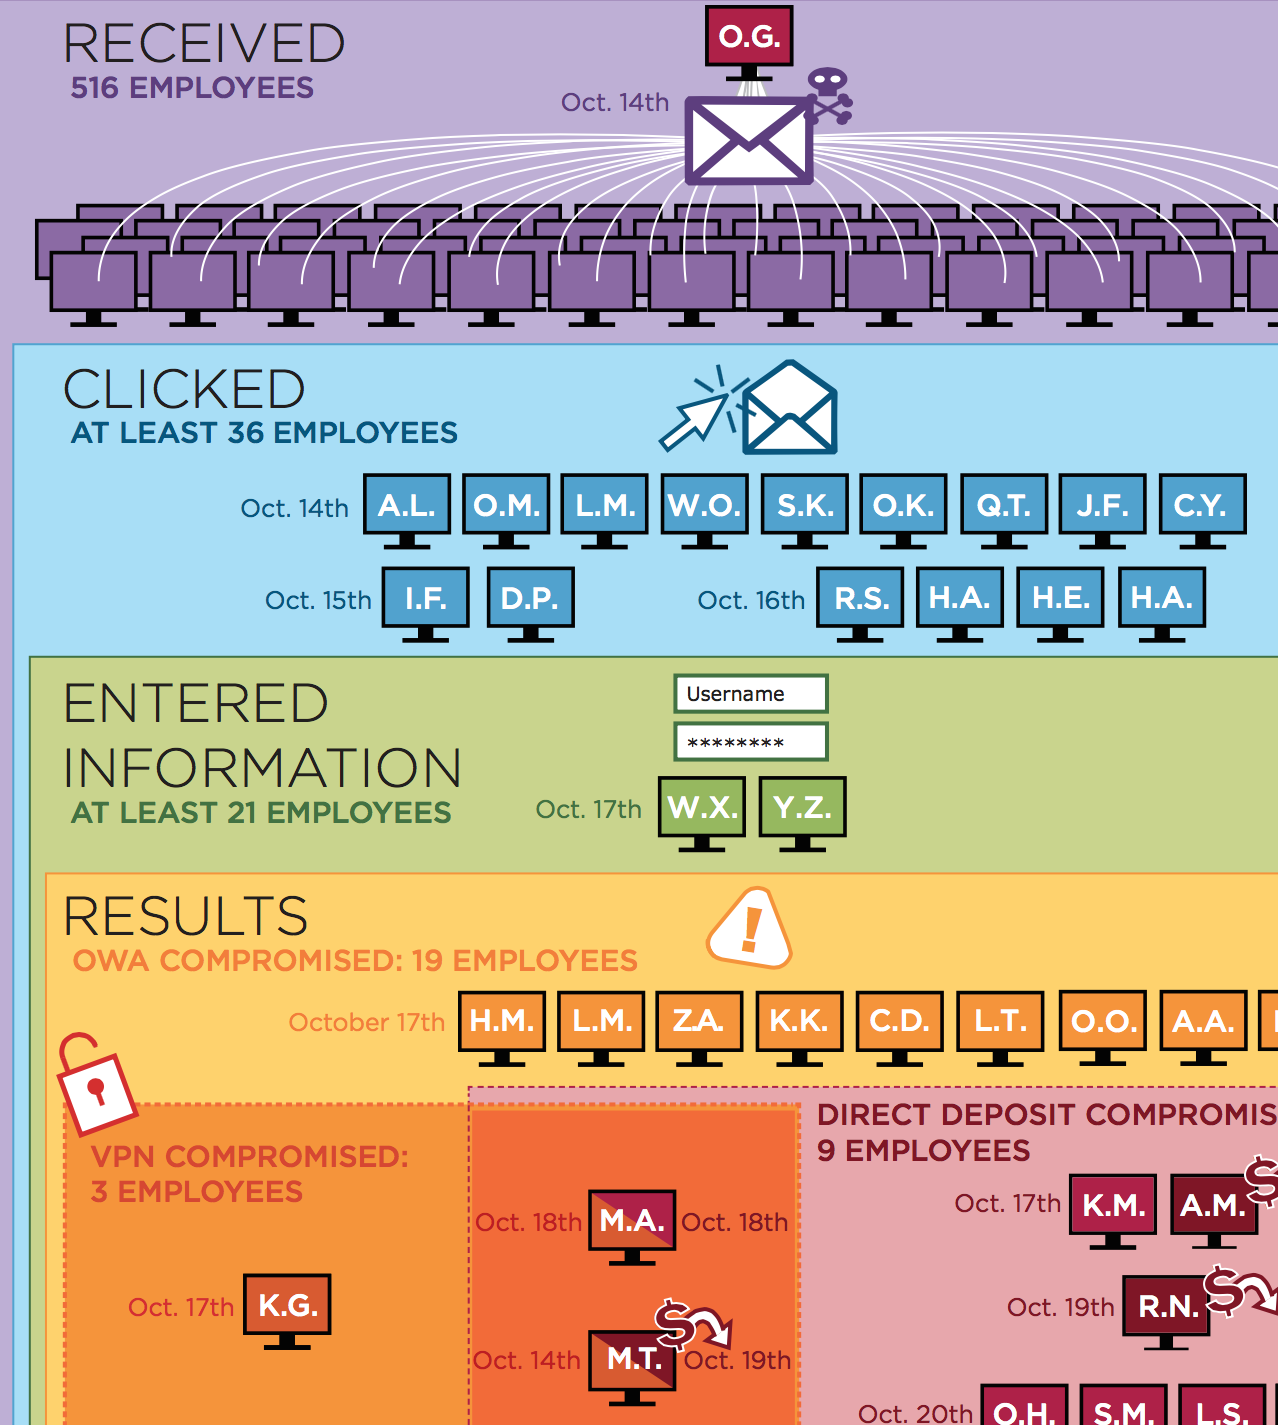 RECEIVED
516 EMPLOYEES
O.G.
Oct. 14th
CLICKED
AT LEAST 36 EMPLOYEES
Oct. 14th A.L. O.M. L.M. W.O. S.K. O.K. Q.T. J.F. C.Y.
Oct. 15th I.F. D.P. Oct. 16th R.S. H.A. H.E. H.A.
ENTERED
INFORMATION
AT LEAST 21 EMPLOYEES
Username
********
Oct. 17th W.X. Y.Z.
RESULTS
OWA COMPROMISED: 19 EMPLOYEES
!
October 17th H.M. L.M. Z.A. K.K. C.D. L.T. O.O. A.A.
VPN COMPROMISED:
3 EMPLOYEES
Oct. 17th K.G.
Oct. 18th M.A. Oct. 18th
Oct. 14th M.T. $ Oct. 19th
DIRECT DEPOSIT COMPROMIS
9 EMPLOYEES
Oct. 17th K.M. A.M. $
Oct. 19th R.N. $
Oct. 20th O.H. S.M. L.S.